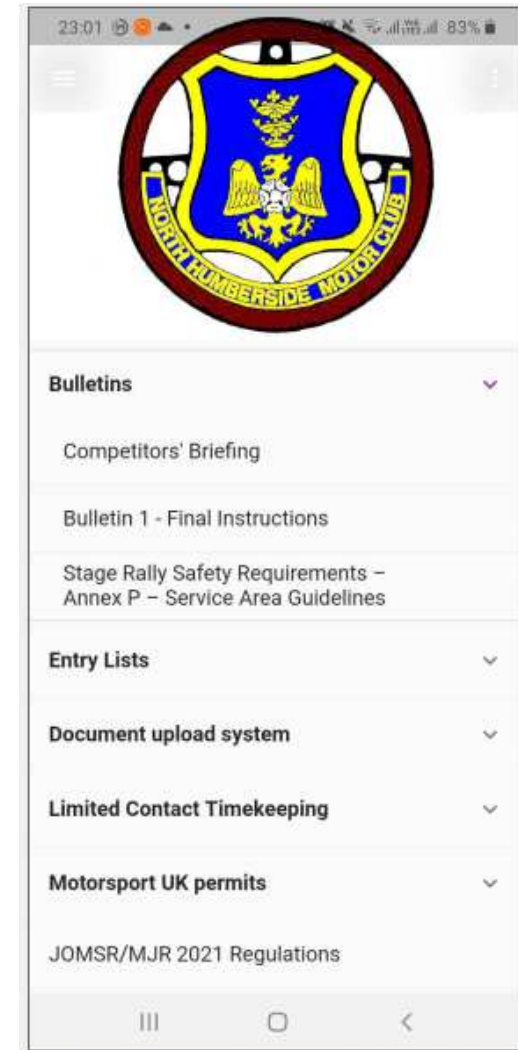 23:01
83%
NORTH HUMBERSIDE MOTOR CLUB
Bulletins
Competitors' Briefing
Bulletin 1 - Final Instructions
Stage Rally Safety Requirements –
Annex P – Service Area Guidelines
Entry Lists
Document upload system
Limited Contact Timekeeping
Motorsport UK permits
JOMSR/MJR 2021 Regulations